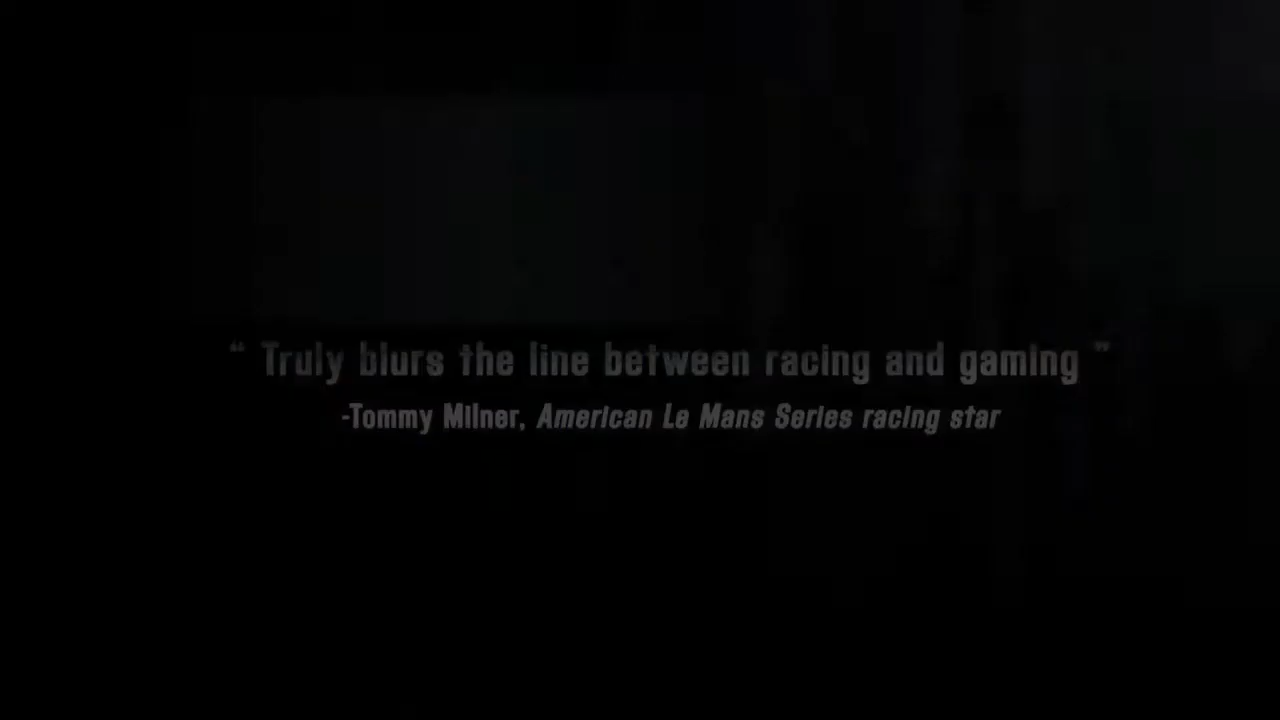 “ Truly blurs the line between racing and gaming ”
-Tommy Milner, American Le Mans Series racing star